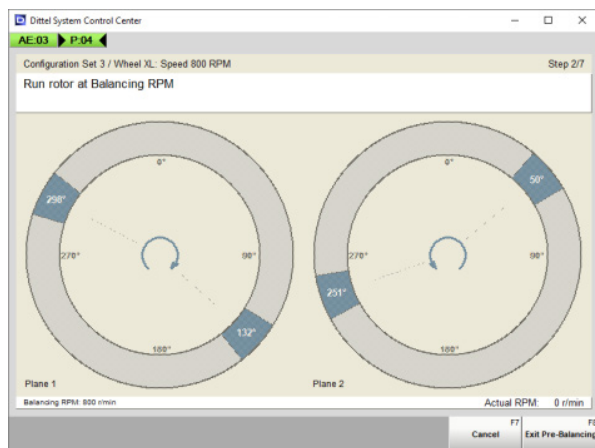 Dittel System Control Center
AE:03 P:04
Configuration Set 3 / Wheel XL: Speed 800 RPM Step 2/7
Run rotor at Balancing RPM
0° 0°
298° 50°
270° 90° 270° 90°
251°
132°
180° 180°
Plane 1 Plane 2
Balancing RPM: 800 r/min Actual RPM: 0 r/min
F7 F8
Cancel Exit Pre-Balancing